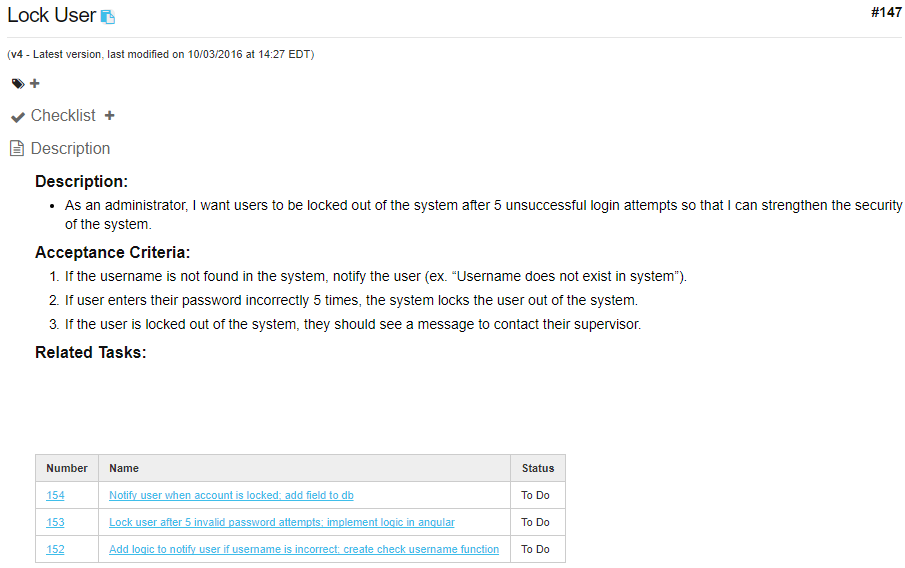 Lock User
#147
(v4 - Latest version, last modified on 10/03/2016 at 14:27 EDT)
Checklist
Description
Description:
• As an administrator, I want users to be locked out of the system after 5 unsuccessful login attempts so that I can strengthen the security
of the system.
Acceptance Criteria:
1. If the username is not found in the system, notify the user (ex. “Username does not exist in system”).
2. If user enters their password incorrectly 5 times, the system locks the user out of the system.
3. If the user is locked out of the system, they should see a message to contact their supervisor.
Related Tasks:
Number Name Status
154 Notify user when account is locked: add field to db To Do
153 Lock user after 5 invalid password attempts: implement logic in angular To Do
152 Add logic to notify user if username is incorrect: create check username function To Do